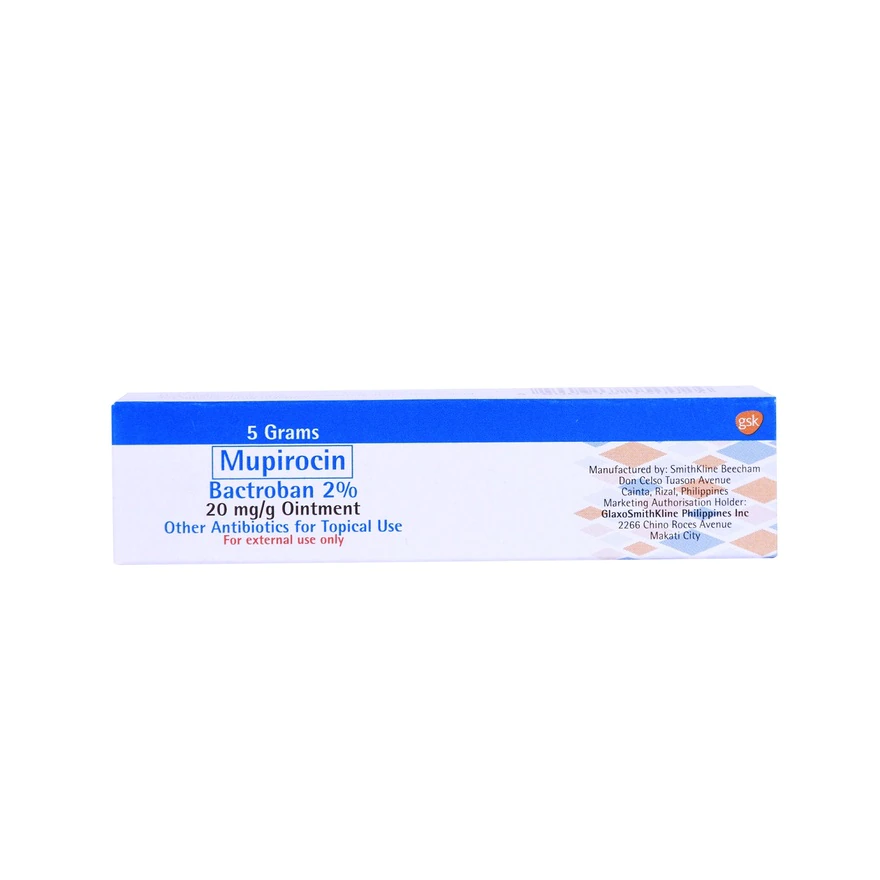 5 Grams
Mupirocin
Bactroban 2%
20 mg/g Ointment
Other Antibiotics for Topical Use
For external use only
gsk
Manufactured by: SmithKline Beecham
Don Celso Tuason Avenue
Cainta, Rizal, Philippines
Marketing Authorisation Holder:
GlaxoSmithKline Philippines Inc
2266 Chino Roces Avenue
Makati City